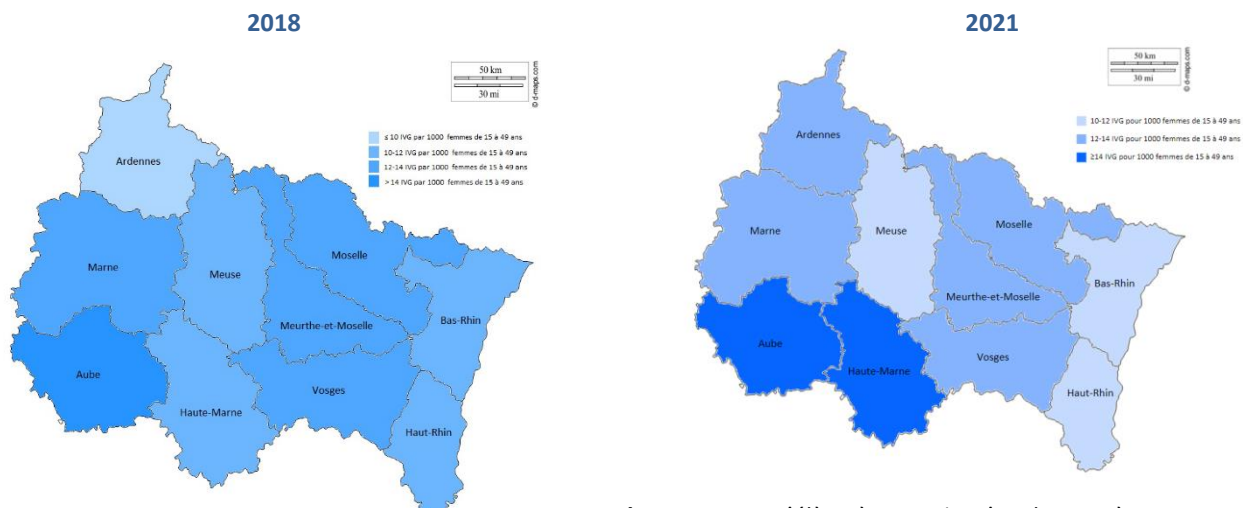 2018
50 km
30 mi
© d-maps.com
≤ 10 IVG par 1000 femmes de 15 à 49 ans
10-12 IVG par 1000 femmes de 15 à 49 ans
12-14 IVG par 1000 femmes de 15 à 49 ans
> 14 IVG par 1000 femmes de 15 à 49 ans
Ardennes
Marne
Meuse
Moselle
Bas-Rhin
Meurthe-et-Moselle
Aube
Vosges
Haute-Marne
Haut-Rhin
2021
50 km
30 mi
© d-maps.com
10-12 IVG pour 1000 femmes de 15 à 49 ans
12-14 IVG pour 1000 femmes de 15 à 49 ans
214 IVG pour 1000 femmes de 15 à 49 ans
Ardennes
Marne
Meuse
Moselle
Bas-Rhin
Meurthe-et-Moselle
Aube
Vosges
Haute-Marne
Haut-Rhin